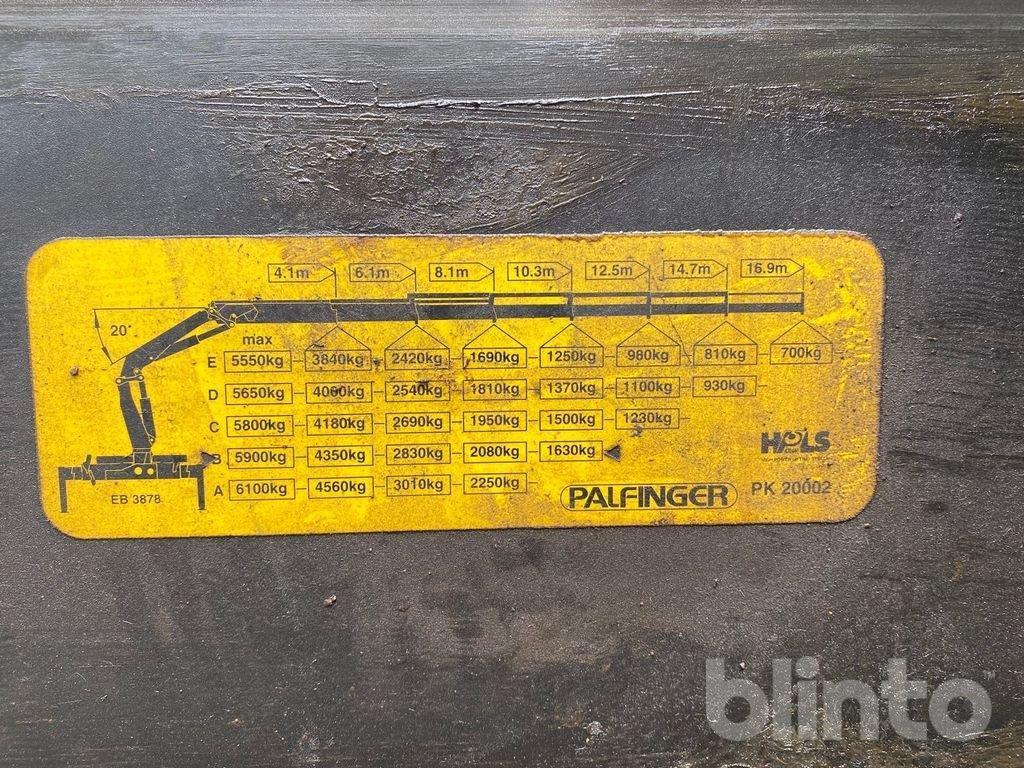 4.1m 6.1m 8.1m 10.3m 12.5m 14.7m 16.9m
20°
max
E 5550kg 3840kg 2420kg 1690kg 1250kg 980kg 810kg 700kg
D 5650kg 4060kg 2540kg 1810kg 1370kg 1100kg 930kg
C 5800kg 4180kg 2690kg 1950kg 1500kg 1230kg
B 5900kg 4350kg 2830kg 2080kg 1630kg
A 6100kg 4560kg 3010kg 2250kg
EB 3878
HPLS
PALFINGER PK 20002
blinto